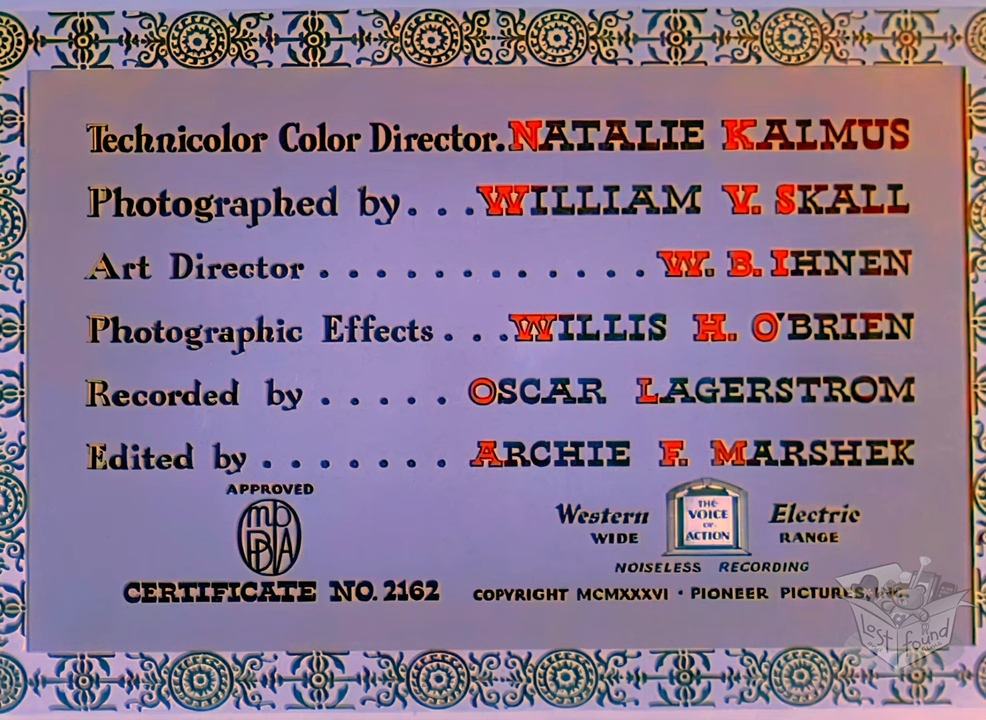 Technicolor Color Director. NATALIE KALMUS
Photographed by . . . WILLIAM V. SKALL
Art Director . . . . . . . . . . . . . W. B. IHNEN
Photographic Effects . . . WILLIS H. O'BRIEN
Recorded by . . . . . OSCAR LAGERSTROM
Edited by . . . . . . . ARCHIE F. MARSHEK
APPROVED
MPPDA
CERTIFICATE NO. 2162
Western Electric
WIDE RANGE
THE
VOICE
OF
ACTION
NOISELESS RECORDING
COPYRIGHT MCMXXXVI · PIONEER PICTURES, INC.
Lost found